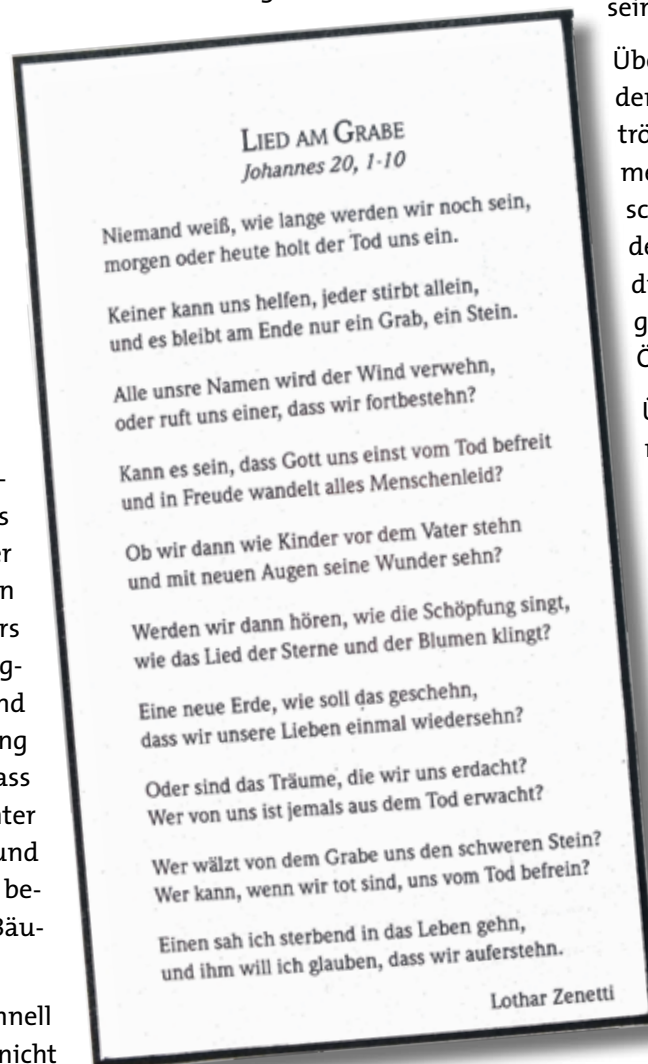 LIED AM GRABE
Johannes 20, 1-10
Niemand weiß, wie lange werden wir noch sein,
morgen oder heute holt der Tod uns ein.
Keiner kann uns helfen, jeder stirbt allein,
und es bleibt am Ende nur ein Grab, ein Stein.
Alle unsre Namen wird der Wind verwehn,
oder ruft uns einer, dass wir fortbestehn?
Kann es sein, dass Gott uns einst vom Tod befreit
und in Freude wandelt alles Menschenleid?
Ob wir dann wie Kinder vor dem Vater stehn
und mit neuen Augen seine Wunder sehn?
Werden wir dann hören, wie die Schöpfung singt,
wie das Lied der Sterne und der Blumen klingt?
Eine neue Erde, wie soll das geschehn,
dass wir unsere Lieben einmal wiedersehn?
Oder sind das Träume, die wir uns erdacht?
Wer von uns ist jemals aus dem Tod erwacht?
Wer wälzt von dem Grabe uns den schweren Stein?
Wer kann, wenn wir tot sind, uns vom Tod befrein?
Einen sah ich sterbend in das Leben gehn,
und ihm will ich glauben, dass wir auferstehn.
Lothar Zenetti
und
be-
Bäu-
nicht